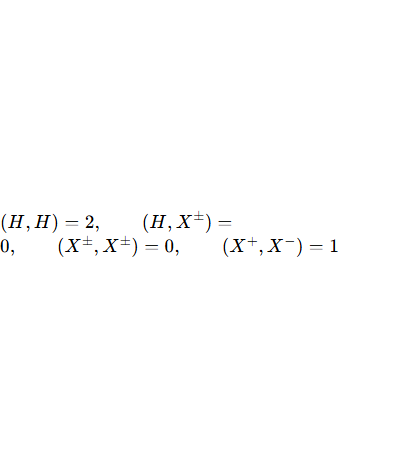 (H, H) = 2, (H, X^±) =
0, (X^±, X^±) = 0, (X^+, X^−) = 1